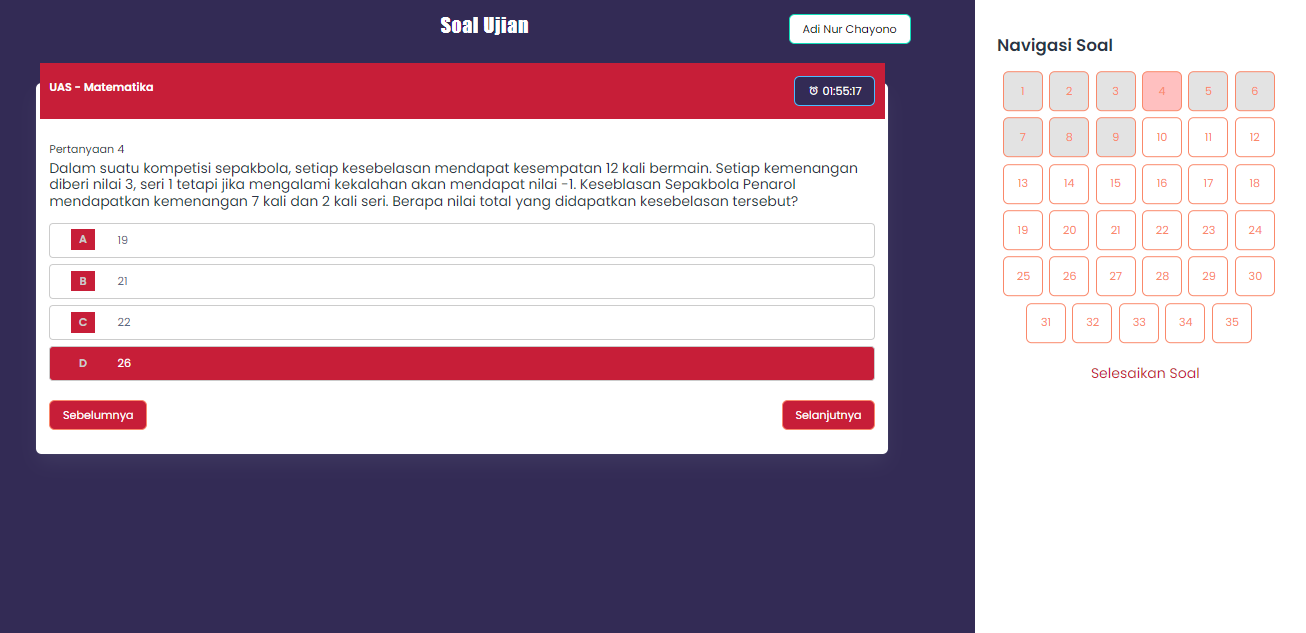 Soal Ujian
Adi Nur Chayono
UAS - Matematika
01:55:17
Pertanyaan 4
Dalam suatu kompetisi sepakbola, setiap kesebelasan mendapat kesempatan 12 kali bermain. Setiap kemenangan
diberi nilai 3, seri 1 tetapi jika mengalami kekalahan akan mendapat nilai -1. Keseblasan Sepakbola Penarol
mendapatkan kemenangan 7 kali dan 2 kali seri. Berapa nilai total yang didapatkan kesebelasan tersebut?
A 19
B 21
C 22
D 26
Sebelumnya
Selanjutnya
Navigasi Soal
1 2 3 4 5 6
7 8 9 10 11 12
13 14 15 16 17 18
19 20 21 22 23 24
25 26 27 28 29 30
31 32 33 34 35
Selesaikan Soal